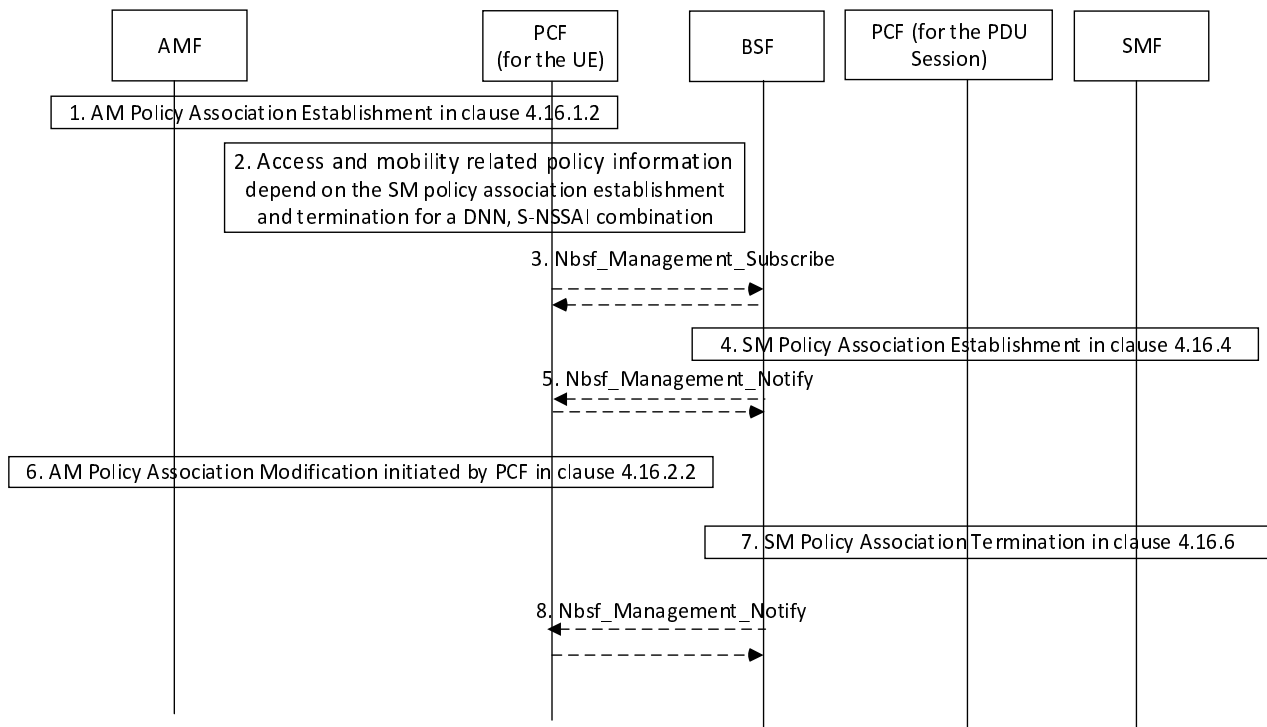 AMF
PCF
(for the UE)
BSF
PCF (for the PDU
Session)
SMF
1. AM Policy Association Establishment in clause 4.16.1.2
2. Access and mobility related policy information
depend on the SM policy association establishment
and termination for a DNN, S-NSSAI combination
3. Nbsf_Management_Subscribe
4. SM Policy Association Establishment in clause 4.16.4
5. Nbsf_Management_Notify
6. AM Policy Association Modification initiated by PCF in clause 4.16.2.2
7. SM Policy Association Termination in clause 4.16.6
8. Nbsf_Management_Notify